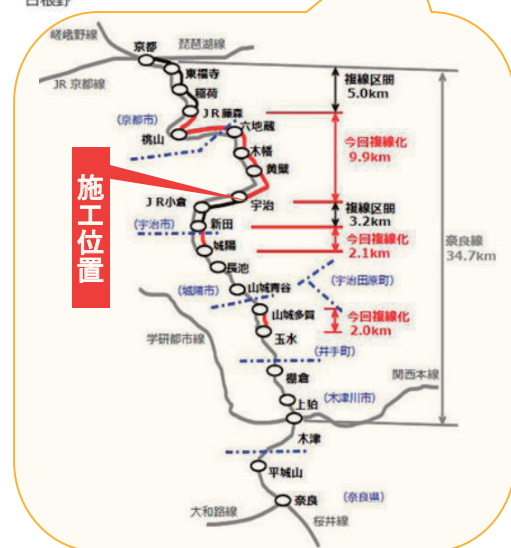 嵯峨野線
京都
琵琶湖線
東福寺
JR京都線
稲荷
複線区間
5.0km
JR藤森
(京都市)
六地蔵
桃山
木幡
今回複線化
9.9km
黄檗
施工位置
宇治
JR小倉
複線区間
3.2km
(宇治市)
新田
今回複線化
2.1km
城陽
奈良線
34.7km
長池
(宇治田原町)
(城陽市)
山城青谷
山城多賀
今回複線化
2.0km
学研都市線
玉水
(井手町)
棚倉
関西本線
上狛
(木津川市)
木津
平城山
奈良
(奈良県)
大和路線
桜井線